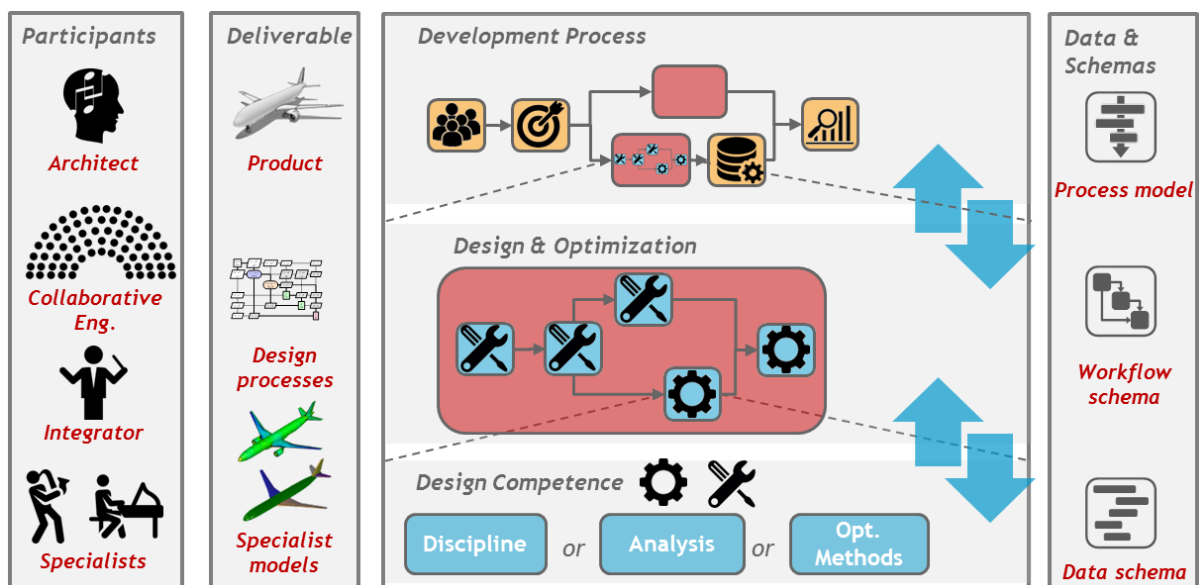 Participants
Architect
Collaborative
Eng.
Integrator
Specialists
Deliverable
Product
Design
processes
Specialist
models
Development Process
Design & Optimization
Design Competence
Discipline
or
Analysis
or
Opt.
Methods
Data &
Schemas
Process model
Workflow
schema
Data schema